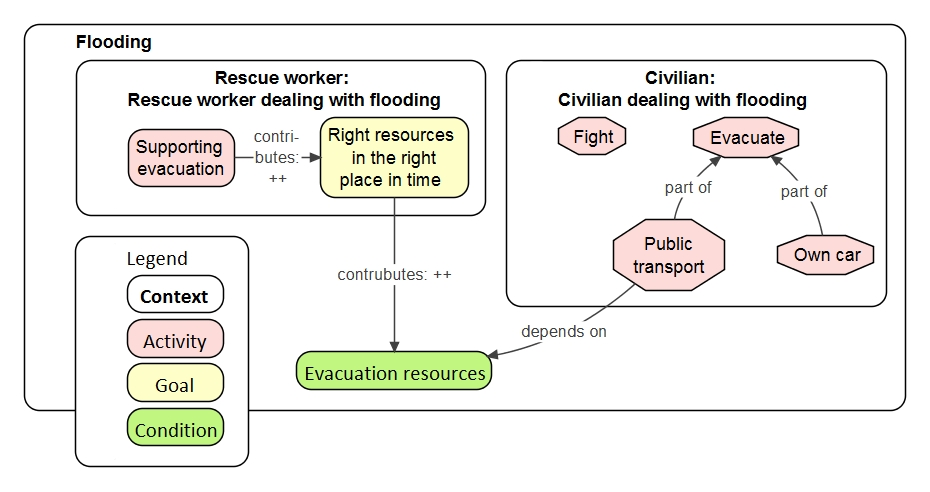 Flooding
Rescue worker:
Rescue worker dealing with flooding
Supporting
evacuation
contri-
butes:
++
Right resources
in the right
place in time
contrubutes: ++
Civilian:
Civilian dealing with flooding
Fight
Evacuate
part of
part of
Public
transport
Own car
depends on
Evacuation resources
Legend
Context
Activity
Goal
Condition